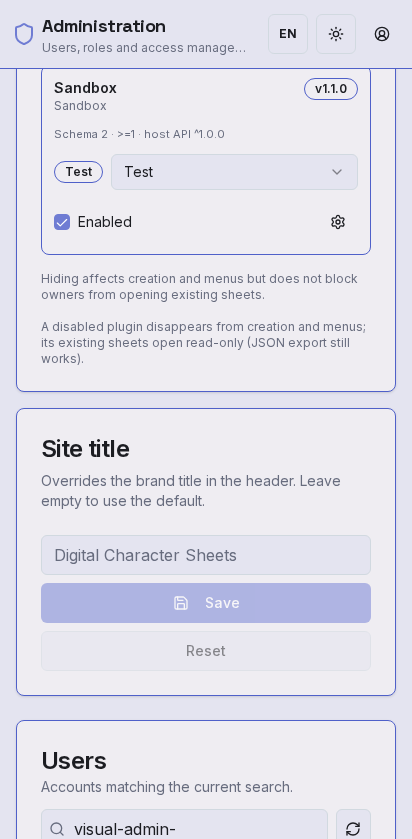 Administration
EN
Users, roles and access manage…
Sandbox
v1.1.0
Sandbox
Schema 2 · >=1 · host API ^1.0.0
Test
Test
Enabled
Hiding affects creation and menus but does not block
owners from opening existing sheets.
A disabled plugin disappears from creation and menus;
its existing sheets open read-only (JSON export still
works).
Site title
Overrides the brand title in the header. Leave
empty to use the default.
Digital Character Sheets
Save
Reset
Users
Accounts matching the current search.
visual-admin-